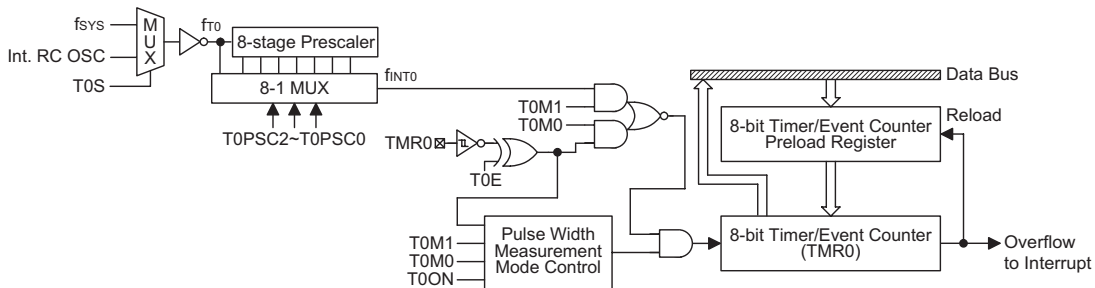 fSYS
M
U
X
Int. RC OSC
T0S
fT0
8-stage Prescaler
8-1 MUX
fINT0
T0PSC2~T0PSC0
TMR0
T0E
T0M1
T0M0
T0M1
T0M0
T0ON
Pulse Width
Measurement
Mode Control
Data Bus
8-bit Timer/Event Counter
Preload Register
Reload
8-bit Timer/Event Counter
(TMR0)
Overflow
to Interrupt